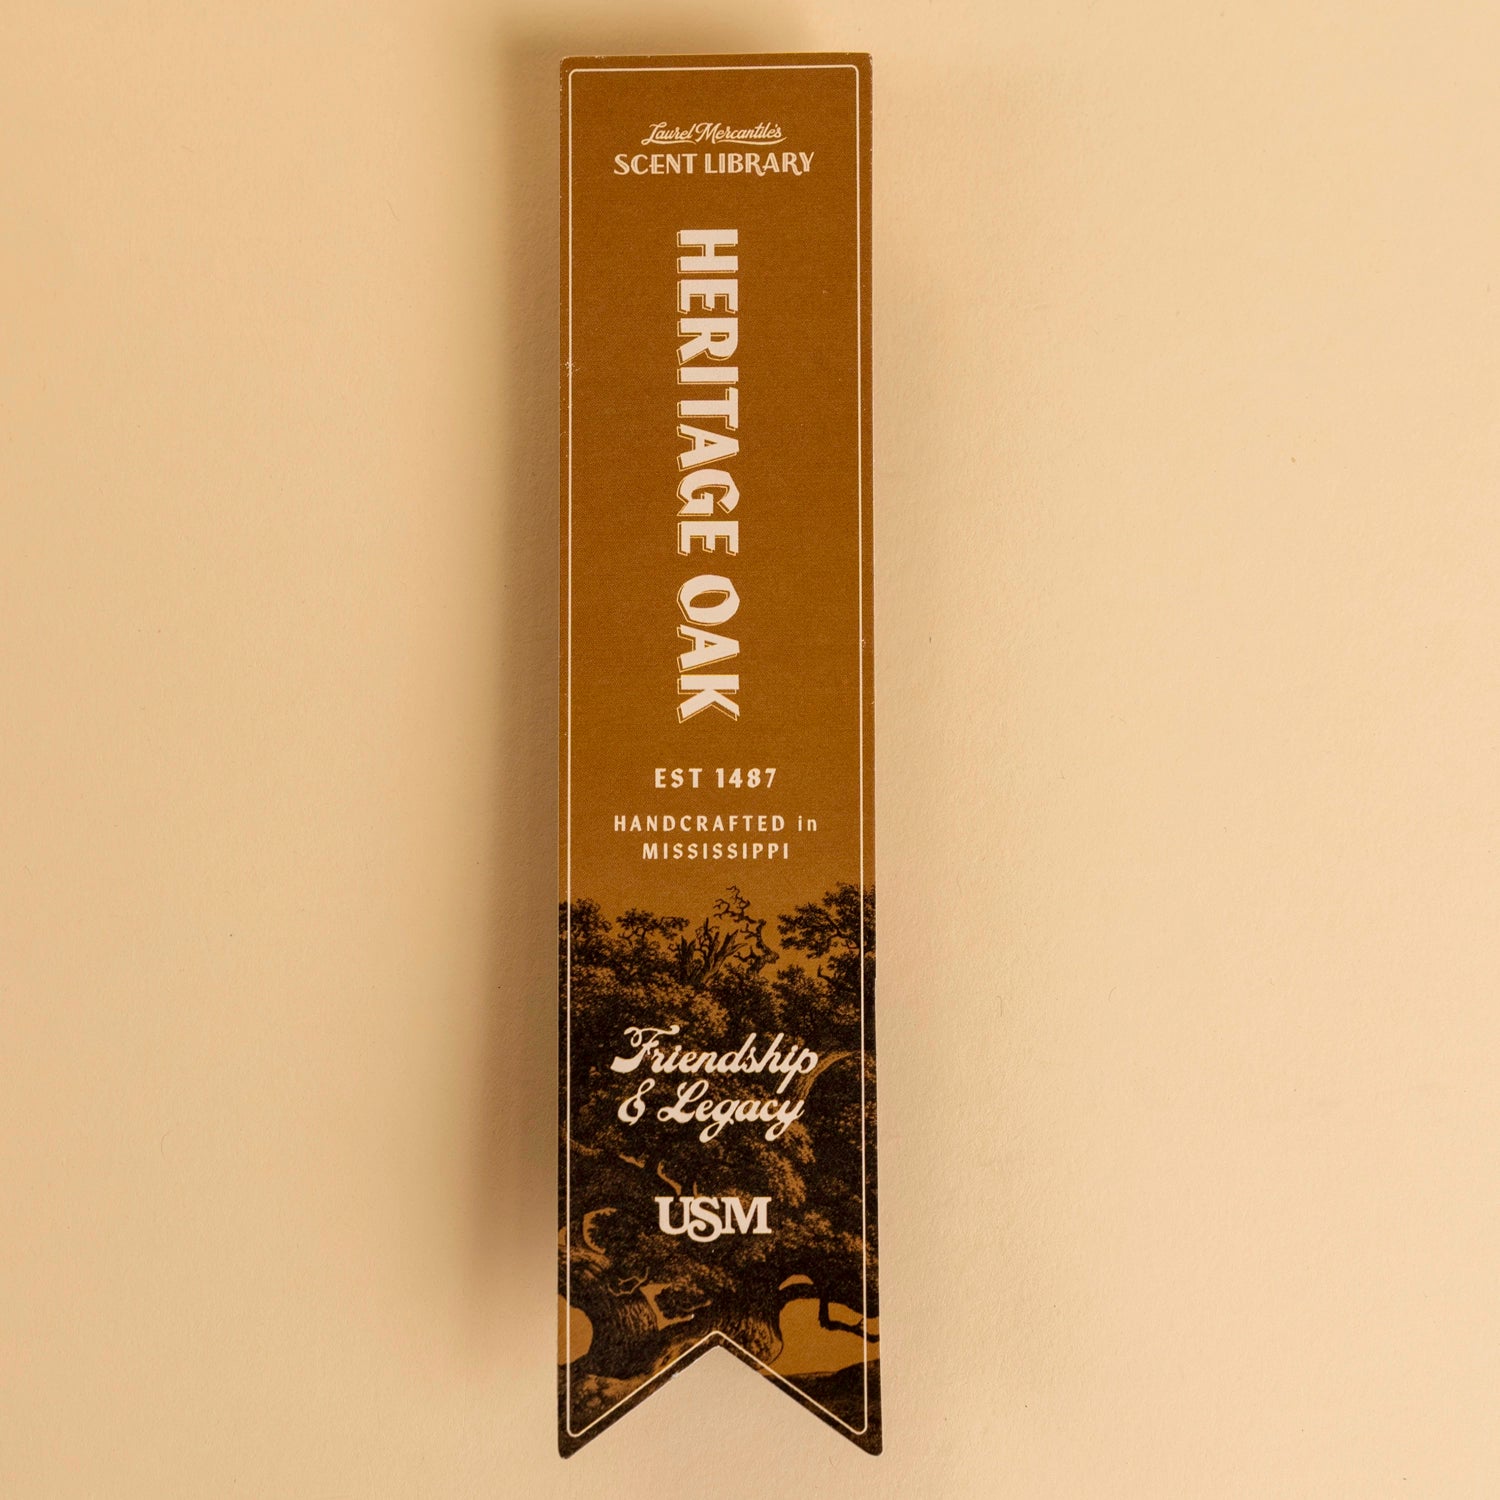 Laurel Mercantile's
SCENT LIBRARY
HERITAGE OAK
EST 1487
HANDCRAFTED in
MISSISSIPPI
Friendship
& Legacy
USM